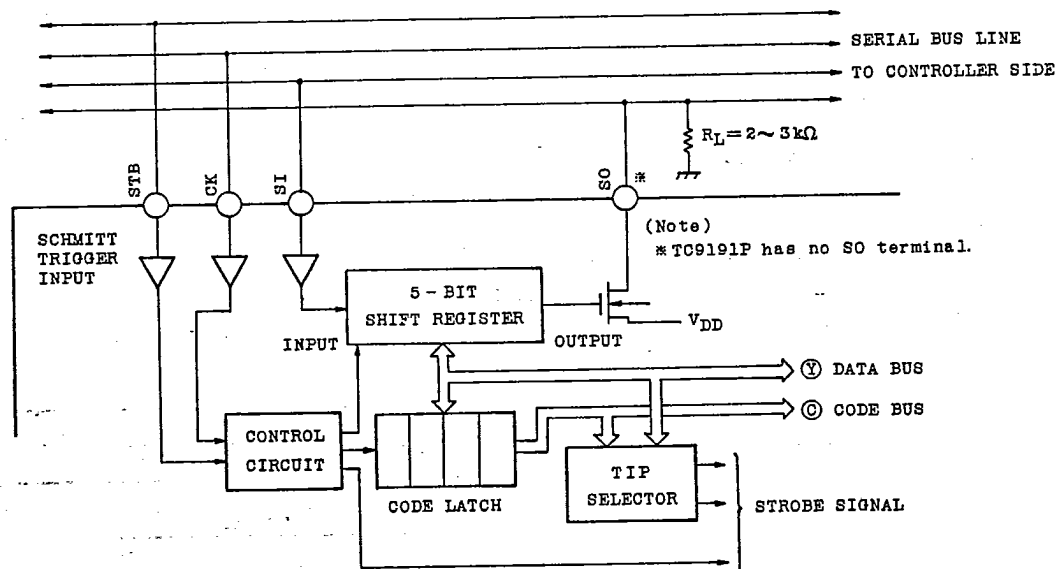 SERIAL BUS LINE
TO CONTROLLER SIDE
RL=2~3kΩ
STB
CK
SI
SO
※
(Note)
※ TC9191P has no SO terminal.
SCHMITT
TRIGGER
INPUT
5-BIT
SHIFT REGISTER
VDD
INPUT
OUTPUT
Ⓨ DATA BUS
Ⓒ CODE BUS
CONTROL
CIRCUIT
CODE LATCH
TIP
SELECTOR
STROBE SIGNAL